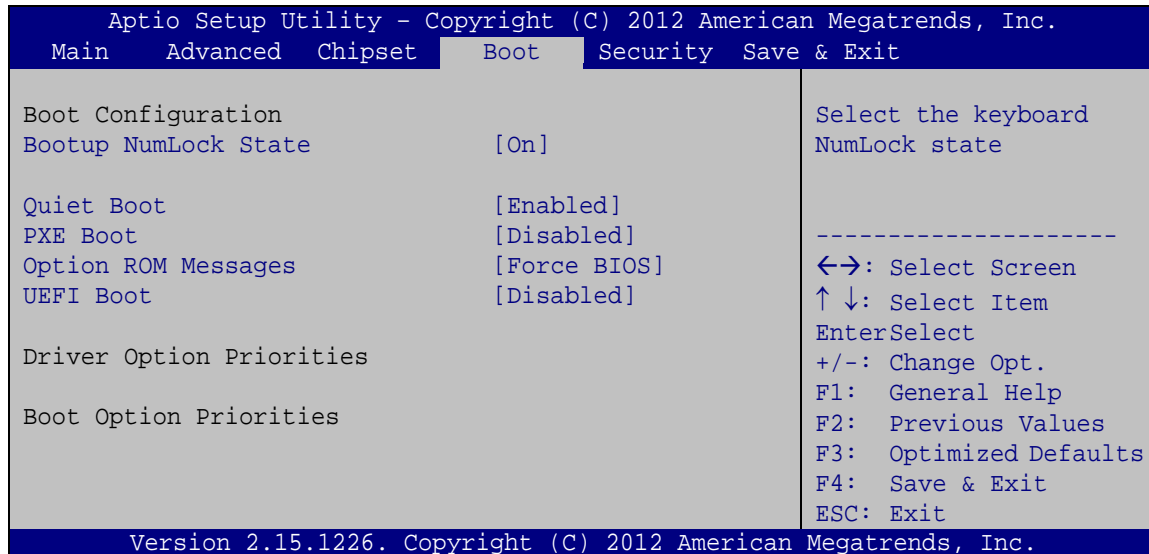 Aptio Setup Utility – Copyright (C) 2012 American Megatrends, Inc.
Main Advanced Chipset Boot Security Save & Exit
Boot Configuration
Bootup NumLock State [On]
Quiet Boot [Enabled]
PXE Boot [Disabled]
Option ROM Messages [Force BIOS]
UEFI Boot [Disabled]
Driver Option Priorities
Boot Option Priorities
Select the keyboard
NumLock state
---------------------
←→: Select Screen
↑ ↓: Select Item
EnterSelect
+/-: Change Opt.
F1: General Help
F2: Previous Values
F3: Optimized Defaults
F4: Save & Exit
ESC: Exit
Version 2.15.1226. Copyright (C) 2012 American Megatrends, Inc.